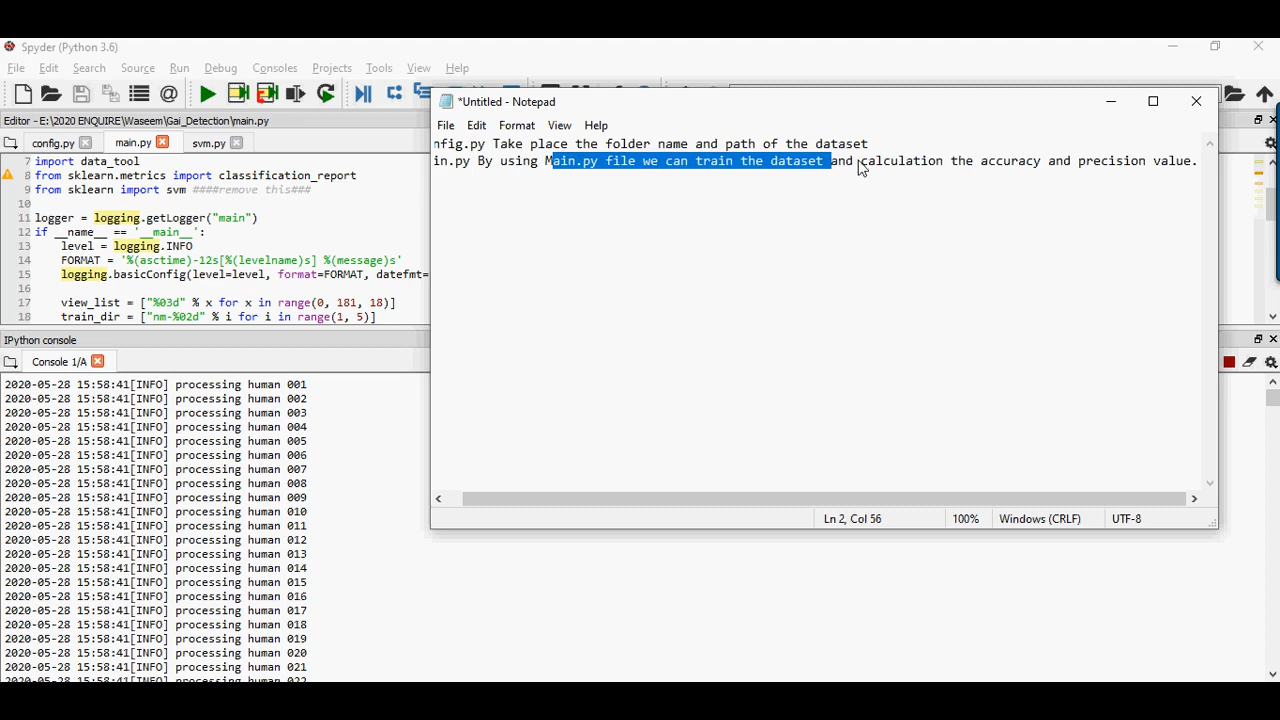 Spyder (Python 3.6)
File Edit Search Source Run Debug Consoles Projects Tools View Help
Editor - E:\2020 ENQUIRE\Waseem\Gai_Detection\main.py
config.py main.py svm.py
7 import data_tool
8 from sklearn.metrics import classification_report
9 from sklearn import svm ####remove this###
10
11 logger = logging.getLogger("main")
12 if __name__ == '__main__':
13 level = logging.INFO
14 FORMAT = '%(asctime)-12s[%(levelname)s] %(message)s'
15 logging.basicConfig(level=level, format=FORMAT, datefmt=
16
17 view_list = ["%03d" % x for x in range(0, 181, 18)]
18 train_dir = ["nm-%02d" % i for i in range(1, 5)]
*Untitled - Notepad
File Edit Format View Help
nfig.py Take place the folder name and path of the dataset
in.py By using Main.py file we can train the dataset and calculation the accuracy and precision value.
Ln 2, Col 56 100% Windows (CRLF) UTF-8
IPython console
Console 1/A
2020-05-28 15:58:41[INFO] processing human 001
2020-05-28 15:58:41[INFO] processing human 002
2020-05-28 15:58:41[INFO] processing human 003
2020-05-28 15:58:41[INFO] processing human 004
2020-05-28 15:58:41[INFO] processing human 005
2020-05-28 15:58:41[INFO] processing human 006
2020-05-28 15:58:41[INFO] processing human 007
2020-05-28 15:58:41[INFO] processing human 008
2020-05-28 15:58:41[INFO] processing human 009
2020-05-28 15:58:41[INFO] processing human 010
2020-05-28 15:58:41[INFO] processing human 011
2020-05-28 15:58:41[INFO] processing human 012
2020-05-28 15:58:41[INFO] processing human 013
2020-05-28 15:58:41[INFO] processing human 014
2020-05-28 15:58:41[INFO] processing human 015
2020-05-28 15:58:41[INFO] processing human 016
2020-05-28 15:58:41[INFO] processing human 017
2020-05-28 15:58:41[INFO] processing human 018
2020-05-28 15:58:41[INFO] processing human 019
2020-05-28 15:58:41[INFO] processing human 020
2020-05-28 15:58:41[INFO] processing human 021
2020-05-28 15:58:41[INFO] processing human 022